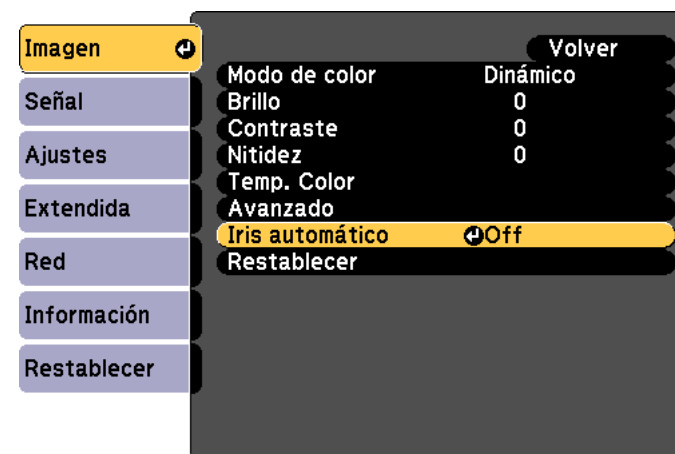 Imagen
Señal
Ajustes
Extendida
Red
Información
Restablecer
Volver
Modo de color Dinámico
Brillo 0
Contraste 0
Nitidez 0
Temp. Color
Avanzado
Iris automático Off
Restablecer